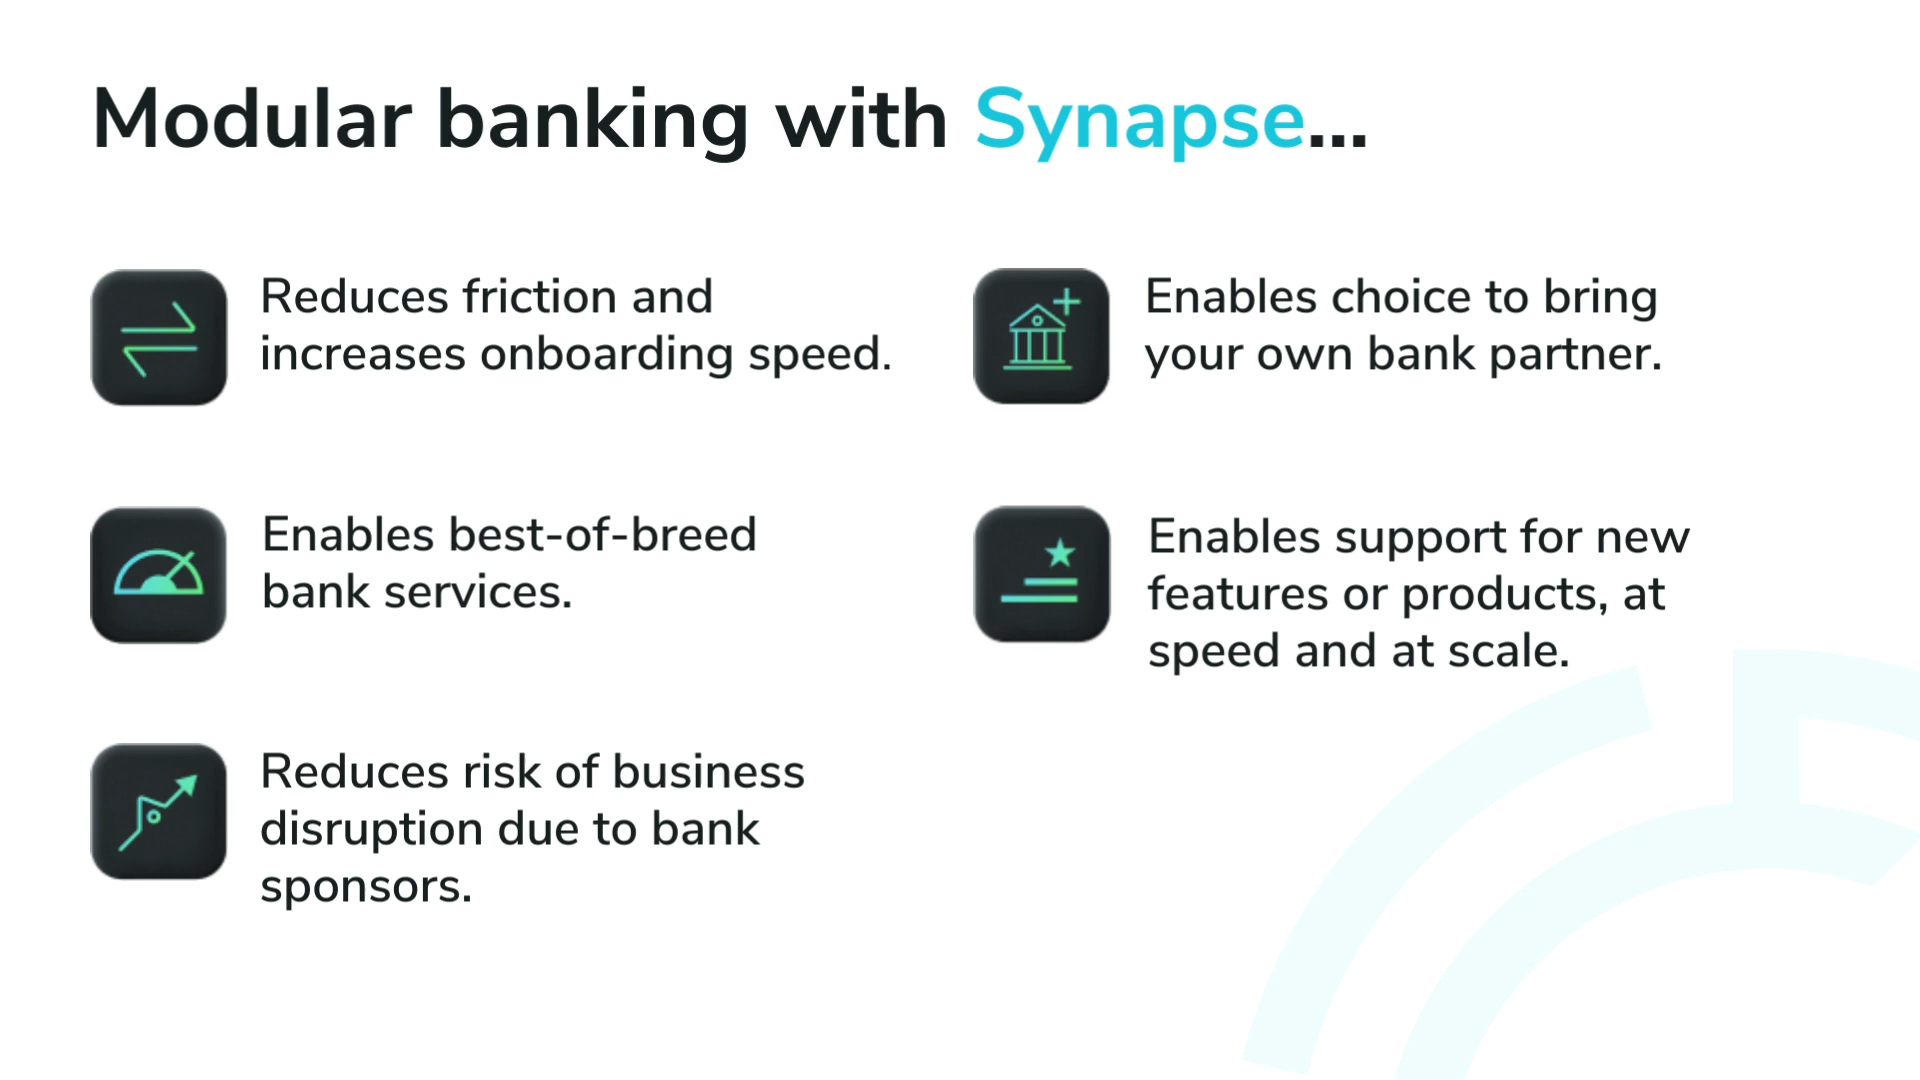 Modular banking with Synapse...
Reduces friction and
increases onboarding speed.
Enables best-of-breed
bank services.
Reduces risk of business
disruption due to bank
sponsors.
Enables choice to bring
your own bank partner.
Enables support for new
features or products, at
speed and at scale.